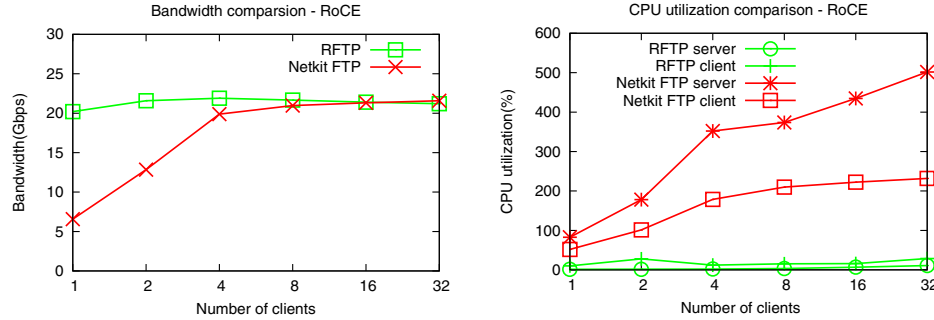 Bandwidth comparsion - RoCE
30
25
20
15
10
5
0
Bandwidth(Gbps)
RFTP
Netkit FTP
1 2 4 8 16 32
Number of clients
CPU utilization comparison - RoCE
600
500
400
300
200
100
0
CPU utilization(%)
RFTP server
RFTP client
Netkit FTP server
Netkit FTP client
1 2 4 8 16 32
Number of clients